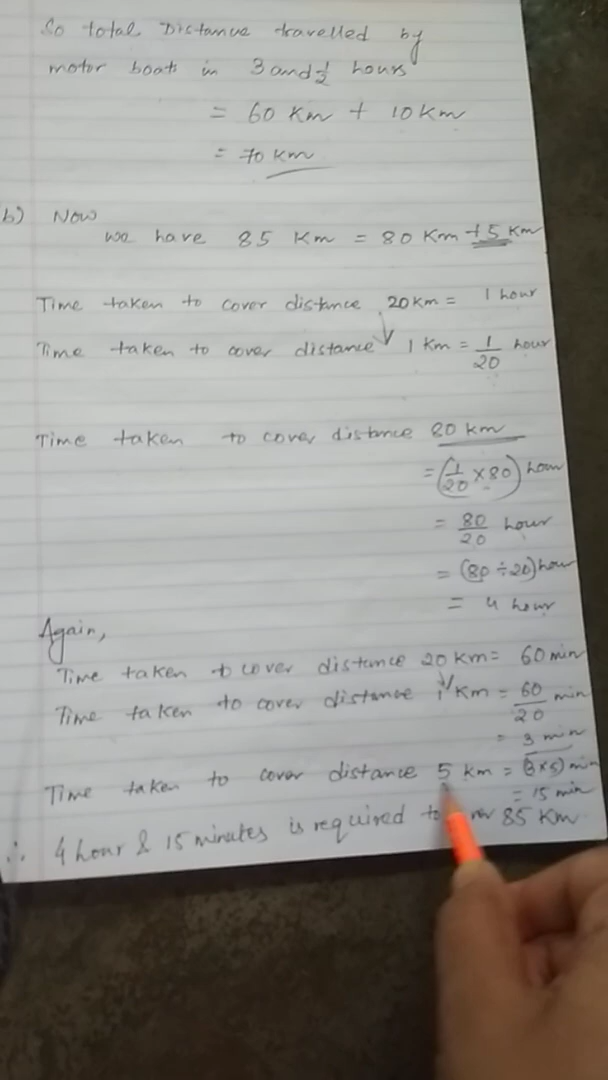 So total Distance travelled by
motor boat in 3 and 1/2 hours
= 60 Km + 10 Km
= 70 Km
b) Now
we have 85 Km = 80 Km + 5 Km
Time taken to cover distance 20 Km = 1 hour
Time taken to cover distance 1 Km = 1/20 hour
Time taken to cover distance 80 Km
= (1/20 × 80) hour
= 80/20 hour
= (80 ÷ 20) hour
= 4 hour
Again,
Time taken to cover distance 20 Km = 60 min
Time taken to cover distance 1 Km = 60/20 min
= 3 min
Time taken to cover distance 5 Km = (3 × 5) min
= 15 min
∴ 4 hour & 15 minutes is required to 85 Km